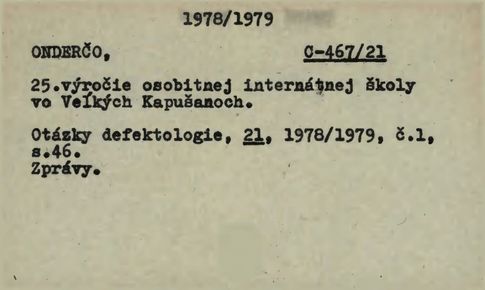 1978/1979
ONDERČO, C-467/21
25.výročie osobitnej internátnej školy
vo Veľkých Kapušanoch.
Otázky defektologie, 21, 1978/1979, č.1,
s.46.
Zprávy.